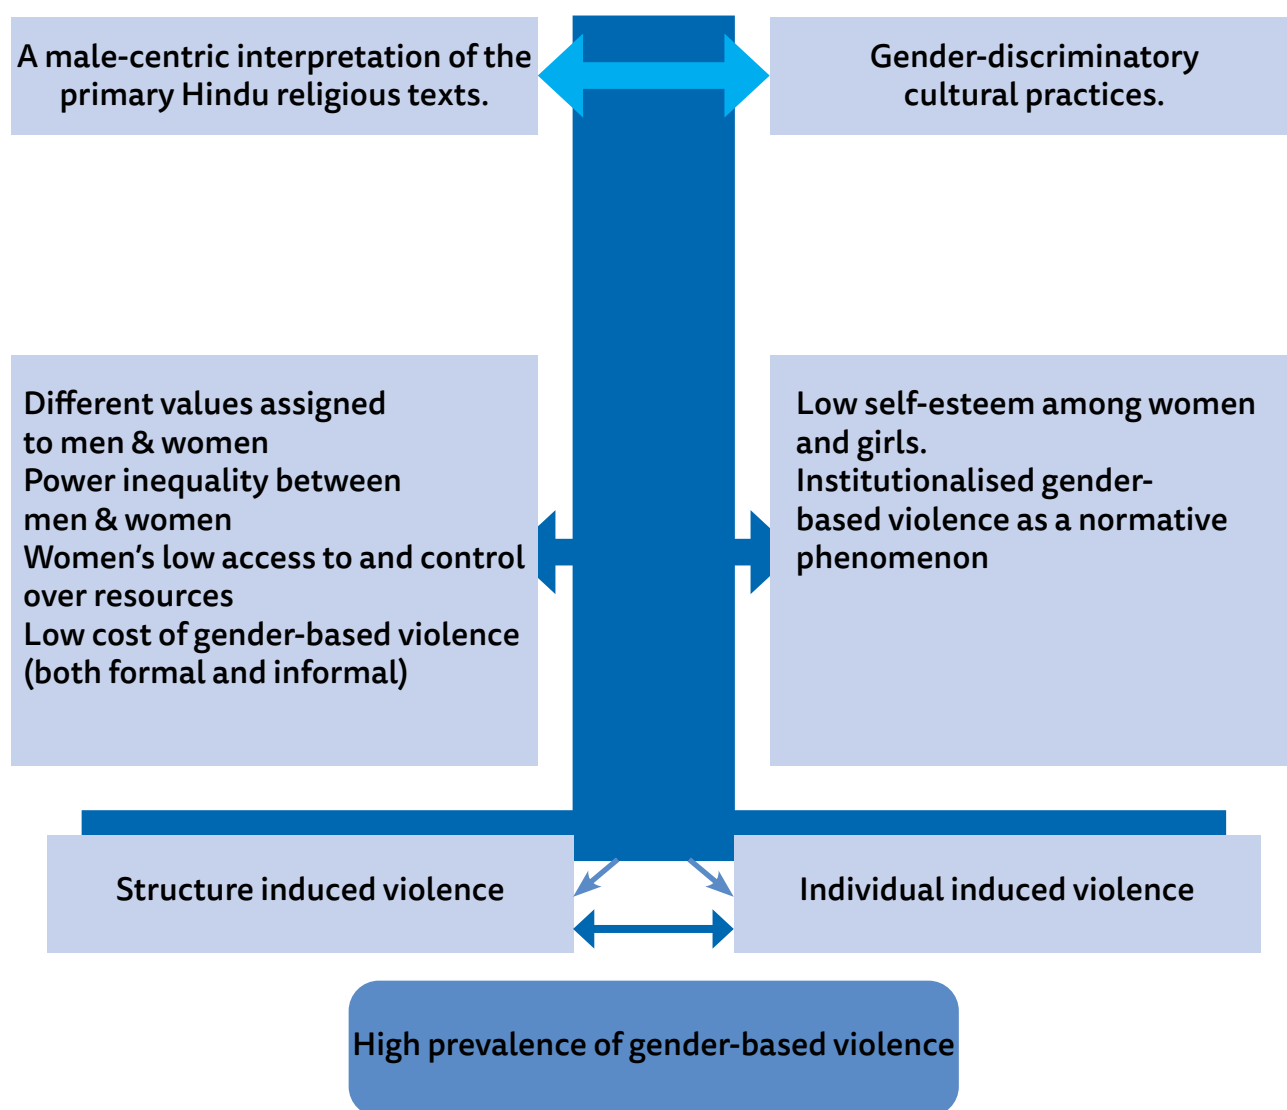 A male-centric interpretation of the
primary Hindu religious texts.
Gender-discriminatory
cultural practices.
Different values assigned
to men & women
Power inequality between
men & women
Women’s low access to and control
over resources
Low cost of gender-based violence
(both formal and informal)
Low self-esteem among women
and girls.
Institutionalised gender-
based violence as a normative
phenomenon
Structure induced violence
Individual induced violence
High prevalence of gender-based violence